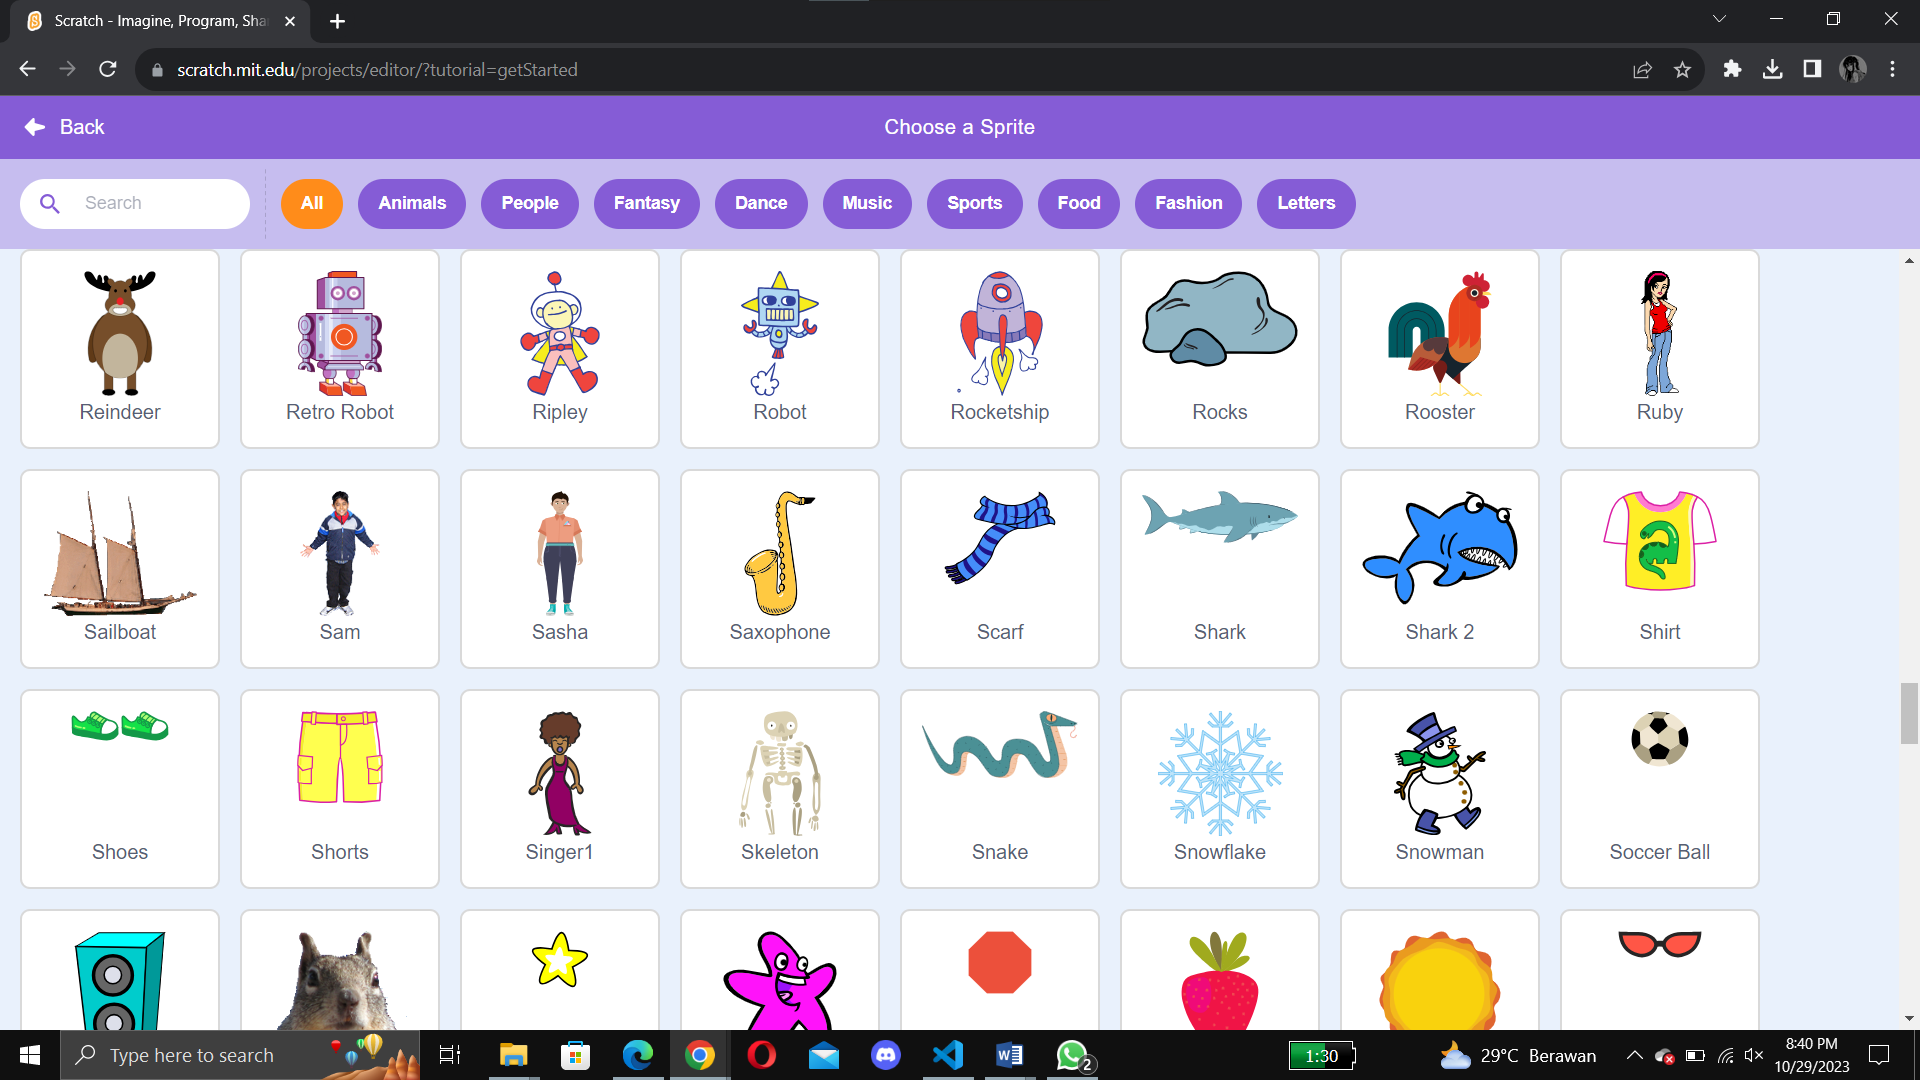 Scratch - Imagine, Program, Sha
scratch.mit.edu/projects/editor/?tutorial=getStarted
Back
Choose a Sprite
Search
All
Animals
People
Fantasy
Dance
Music
Sports
Food
Fashion
Letters
Reindeer
Retro Robot
Ripley
Robot
Rocketship
Rocks
Rooster
Ruby
Sailboat
Sam
Sasha
Saxophone
Scarf
Shark
Shark 2
Shirt
Shoes
Shorts
Singer1
Skeleton
Snake
Snowflake
Snowman
Soccer Ball
Type here to search
2
1:30
29°C Berawan
8:40 PM
10/29/2023